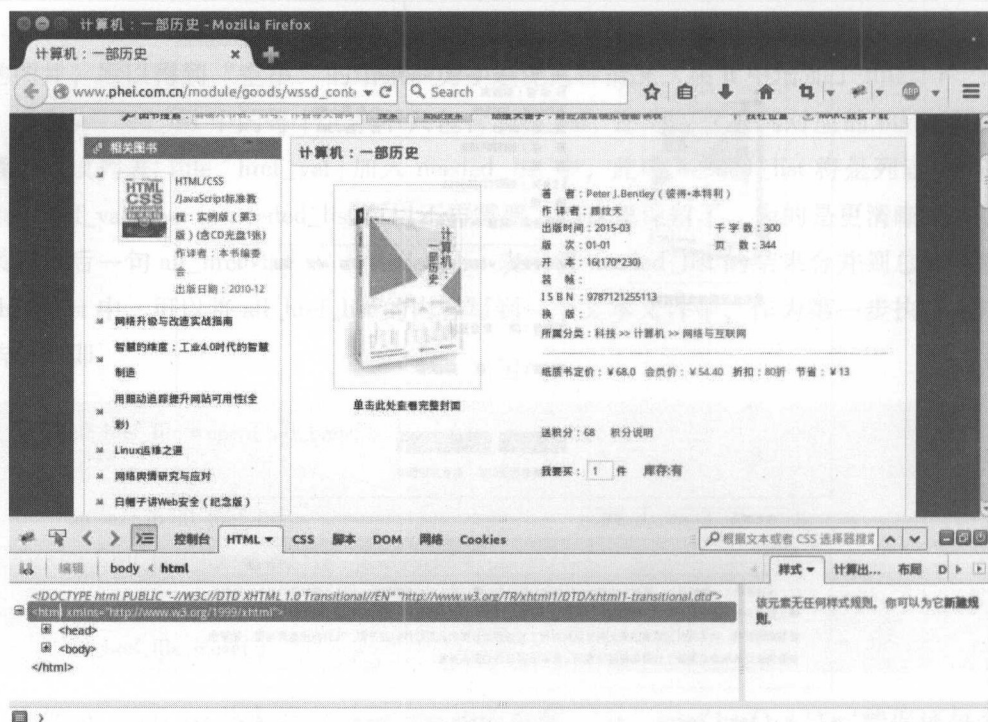 计算机：一部历史 - Mozilla Firefox
计算机：一部历史 ×
www.phei.com.cn/module/goods/wssd_cont
Search
相关图书
HTML/CSS
/JavaScript标准教
程：实例版（第3
版）(含CD光盘1张)
作译者：本书编委
会
出版日期：2010-12
网络升级与改造实战指南
智慧的维度：工业4.0时代的智慧
制造
用眼动追踪提升网站可用性(全
彩)
Linux运维之道
网络舆情研究与应对
白帽子讲Web安全（纪念版）
计算机：一部历史
HTML
CSS
计算机：一部历史
单击此处查看完整封面
著 者：Peter J.Bentley（彼得•本特利）
作 译 者：顾纹天
出版时间：2015-03 千 字 数：300
版 次：01-01 页 数：344
开 本：16(170*230)
装 帧：
I S B N：9787121255113
换 版：
所属分类：科技 >> 计算机 >> 网络与互联网
纸质书定价：￥68.0 会员价：￥54.40 折扣：80折 节省：￥13
送积分：68 积分说明
我要买： 1 件 库存:有
控制台 HTML CSS 脚本 DOM 网络 Cookies
根据文本或者 CSS 选择器搜索
编辑 body < html
样式 计算出... 布局 D
<!DOCTYPE html PUBLIC "-//W3C//DTD XHTML 1.0 Transitional//EN" "http://www.w3.org/TR/xhtml1/DTD/xhtml1-transitional.dtd">
<html xmlns="http://www.w3.org/1999/xhtml">
<head>
<body>
</html>
该元素无任何样式规则。你可以为它新建规
则。